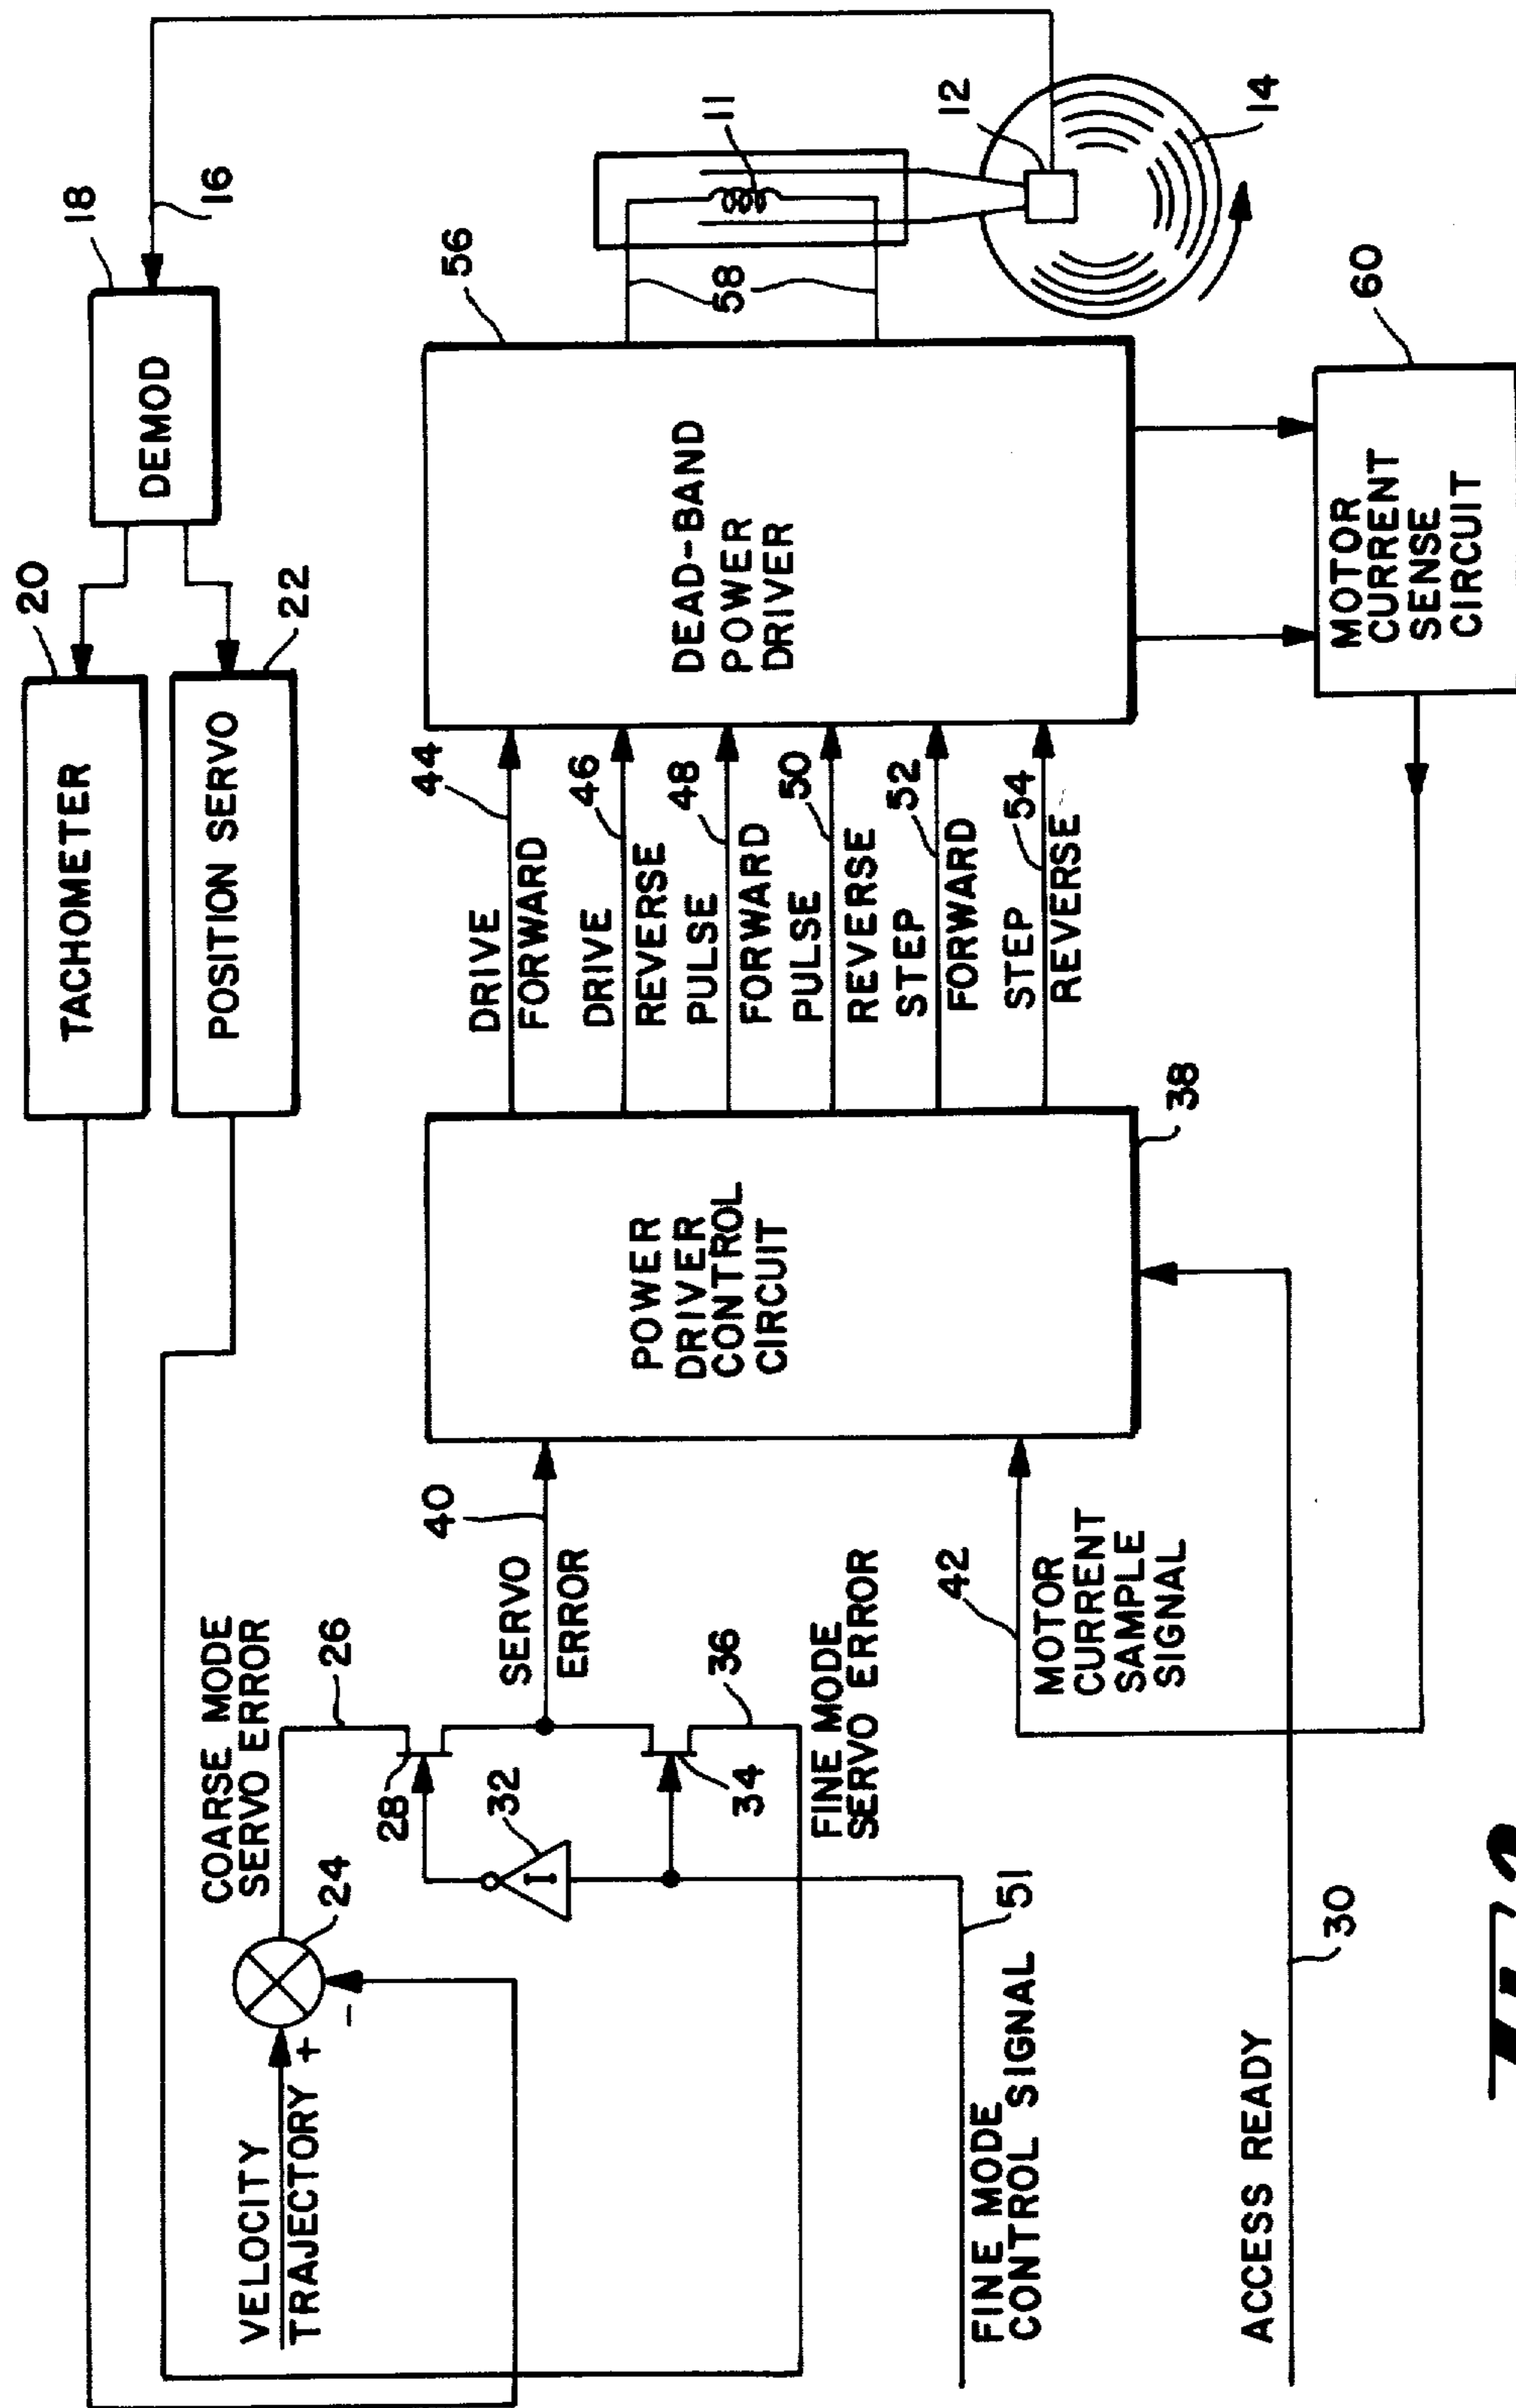 20
TACHOMETER
18
DEMOD
16
22
POSITION SERVO
VELOCITY
TRAJECTORY
+
-
24
COARSE MODE
SERVO ERROR
26
28
32
I
34
36
FINE MODE
SERVO ERROR
SERVO
ERROR
40
42
MOTOR
CURRENT
SAMPLE
SIGNAL
FINE MODE
CONTROL SIGNAL
51
ACCESS READY
30
POWER
DRIVER
CONTROL
CIRCUIT
38
DRIVE
FORWARD
44
DRIVE
REVERSE
46
PULSE
FORWARD
48
PULSE
REVERSE
50
STEP
FORWARD
52
STEP
REVERSE
54
DEAD-BAND
POWER
DRIVER
56
58
11
12
14
MOTOR
CURRENT
SENSE
CIRCUIT
60